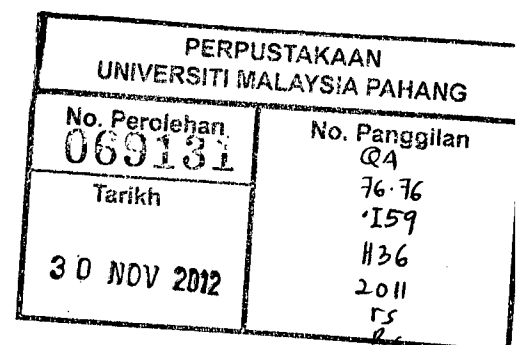 PERPUSTAKAAN
UNIVERSITI MALAYSIA PAHANG
No. Perolehan
069131
Tarikh
30 NOV 2012
No. Panggilan
QA
76.76
.I59
H36
2011
rs